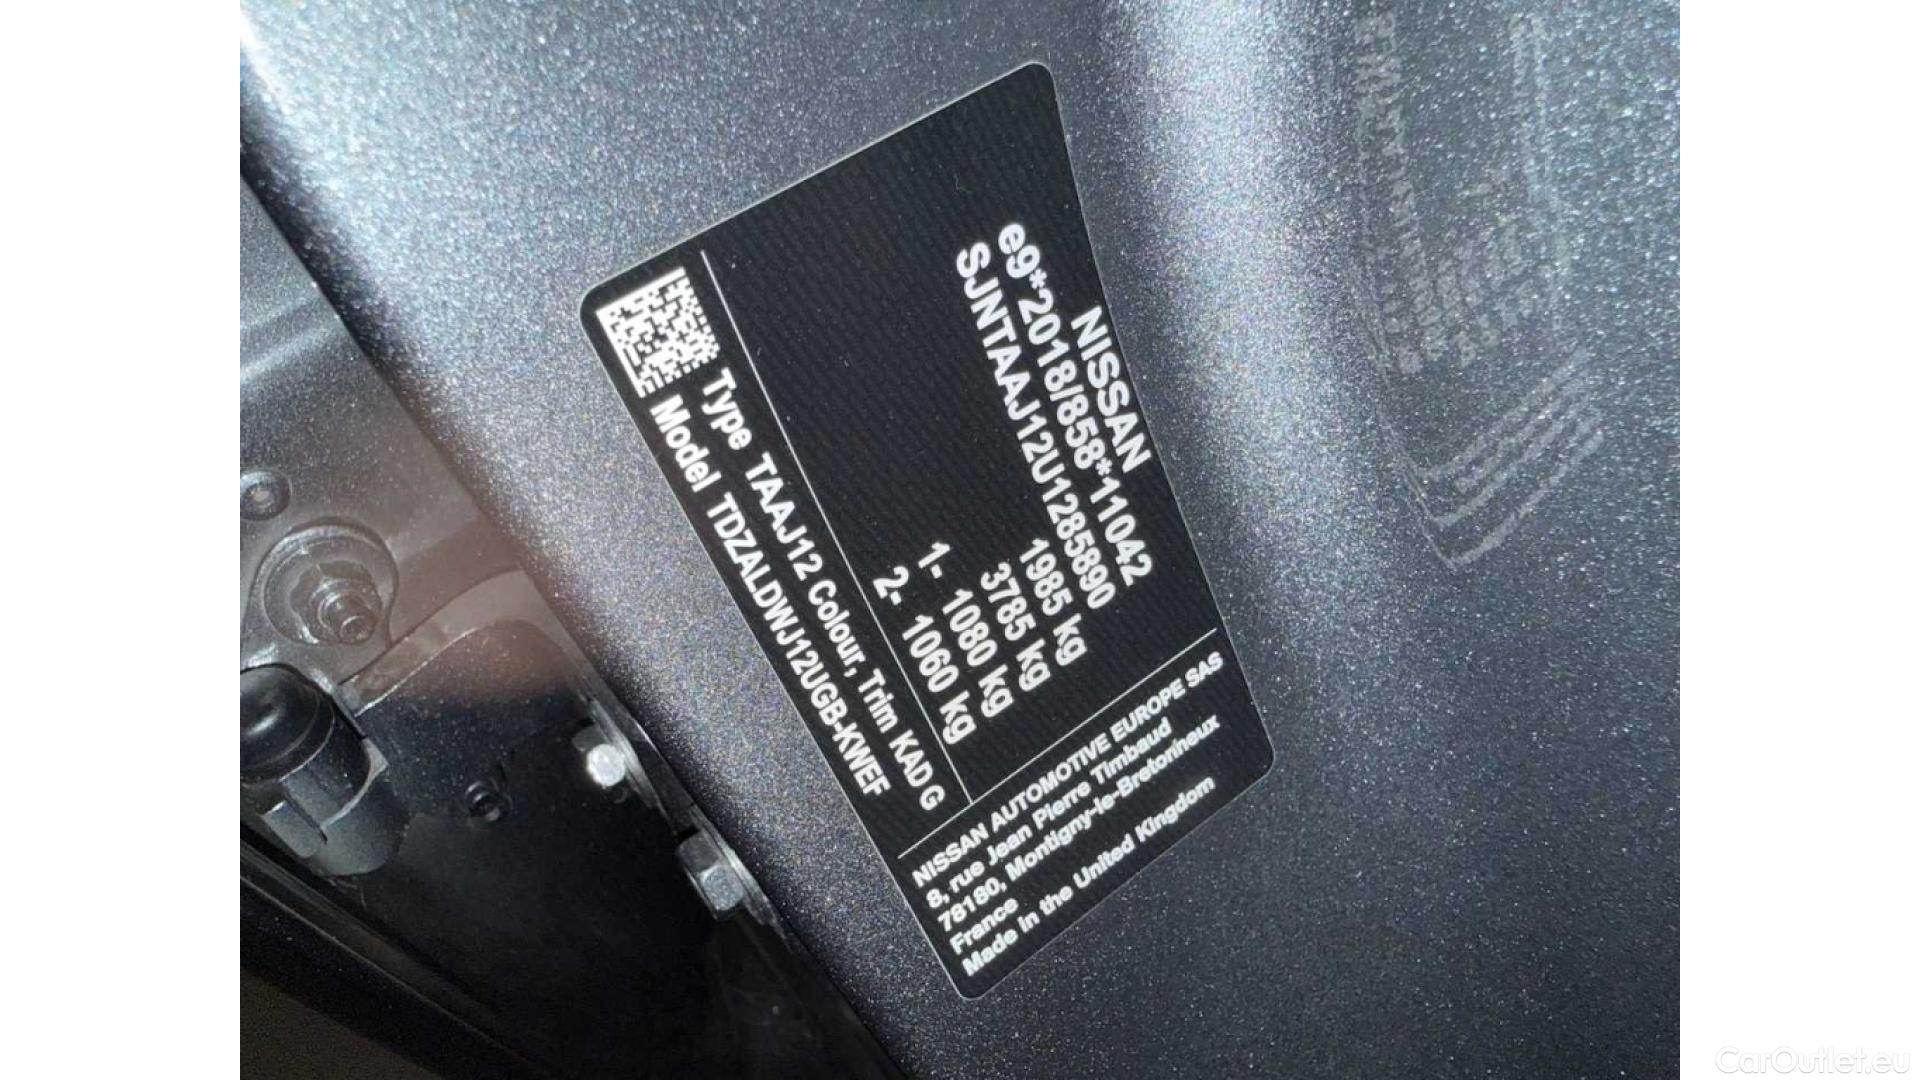 NISSAN
e9*2018/858*11042
SJNTAAJ12U1285890
1985 kg
3785 kg
1- 1080 kg
2- 1060 kg
Type TAAJ12 Colour, Trim KAD G
Model TDZALDWJ12UGB-KWEF
NISSAN AUTOMOTIVE EUROPE SAS
8, rue Jean Pierre Timbaud
78180, Montigny-le-Bretonneux
France
Made in the United Kingdom
CarOutlet.eu